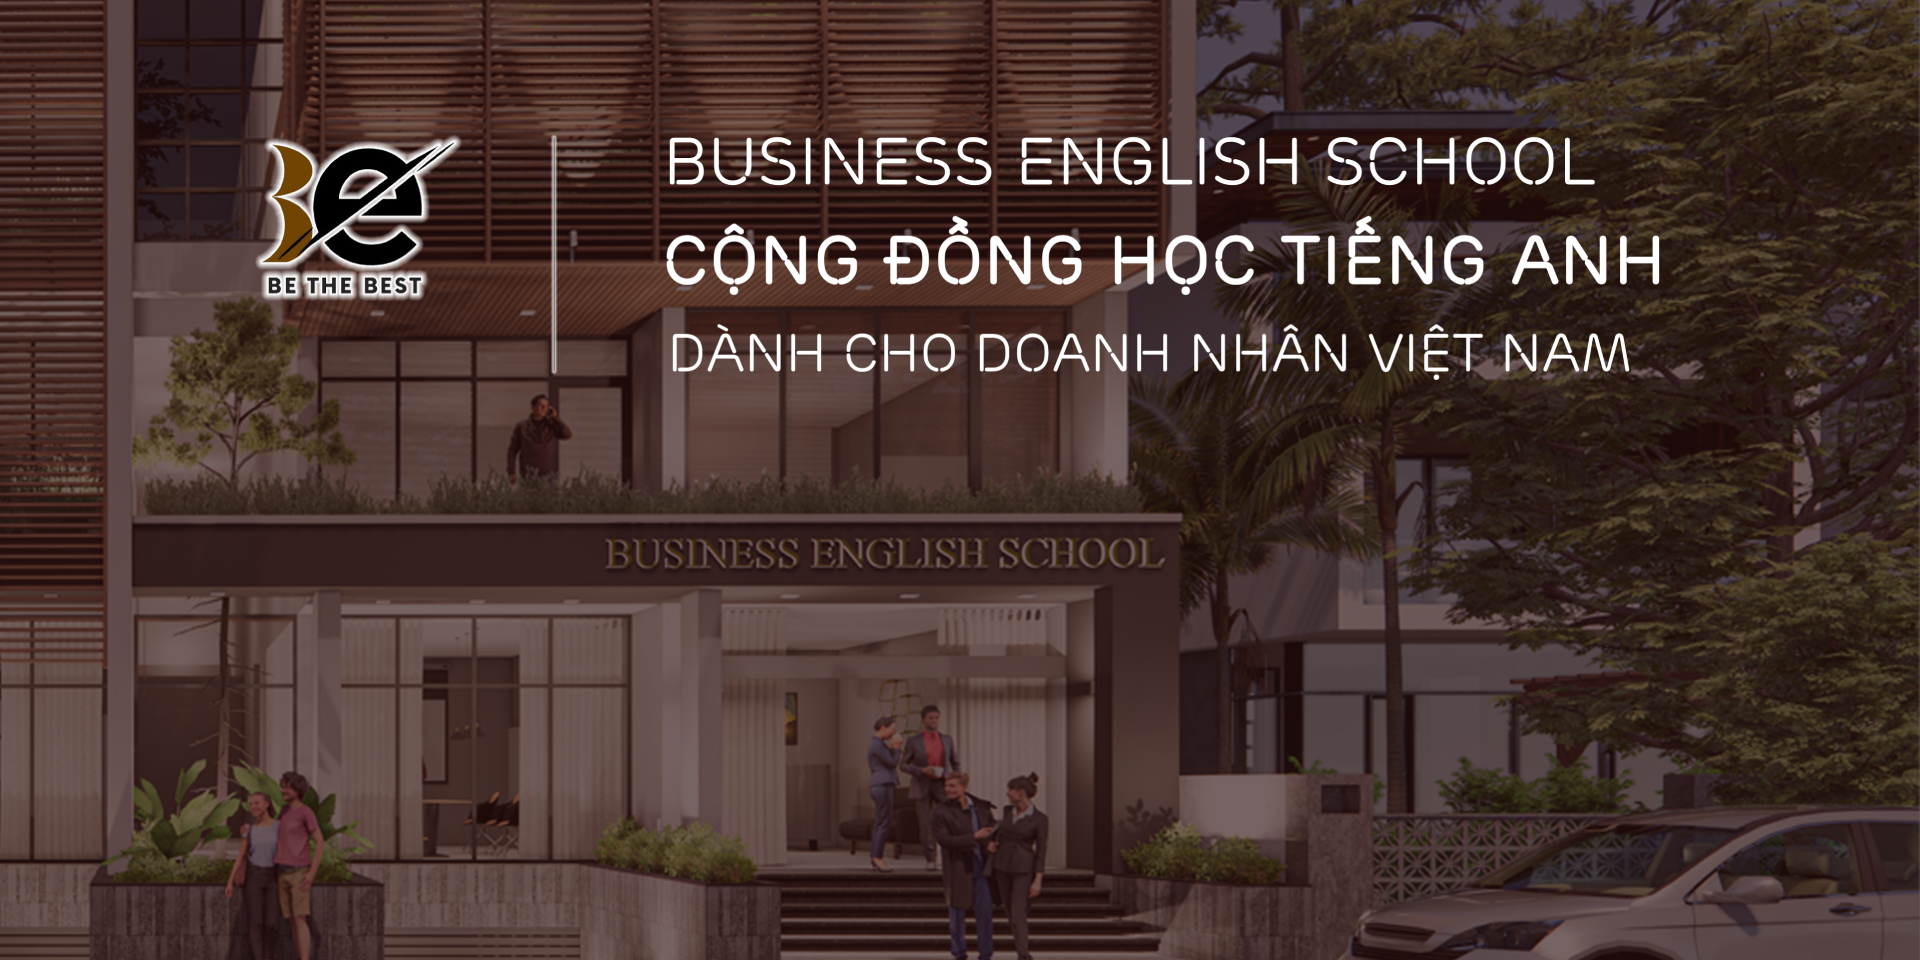 BE
BE THE BEST
BUSINESS ENGLISH SCHOOL
CỘNG ĐỒNG HỌC TIẾNG ANH
DÀNH CHO DOANH NHÂN VIỆT NAM
BUSINESS ENGLISH SCHOOL